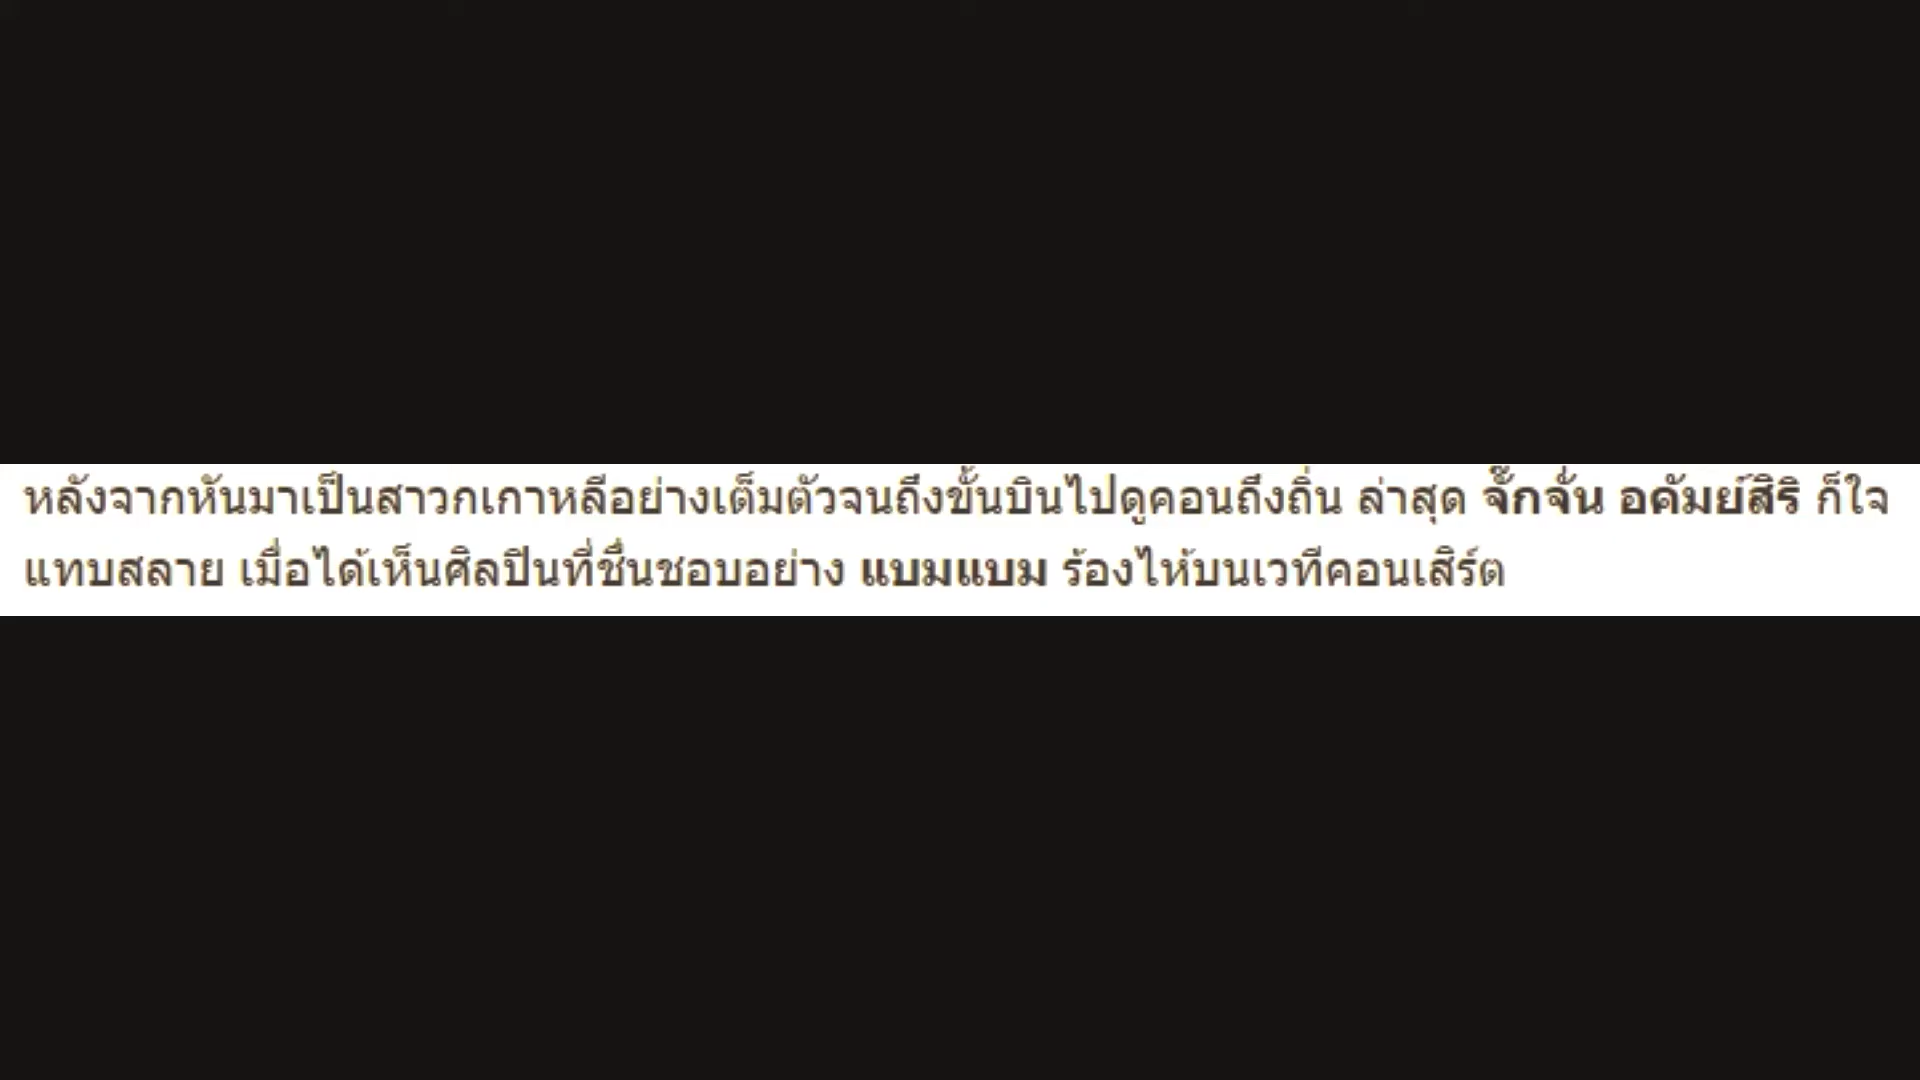 หลังจากหันมาเป็นสาวกเกาหลีอย่างเต็มตัวจนถึงขั้นบินไปดูคอนถึงถิ่น ล่าสุด จั๊กจั่น อคัมย์สิริ ก็ใจ
แทบสลาย เมื่อได้เห็นศิลปินที่ชื่นชอบอย่าง แบมแบม ร้องไห้บนเวทีคอนเสิร์ต